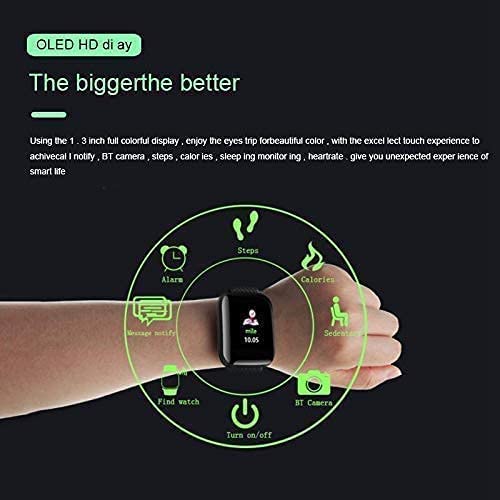 OLED HD di ay
The biggerthe better
Using the 1 . 3 inch full colorful display , enjoy the eyes trip forbeautiful color , with the excel lect touch experience to
achivecal l notify , BT camera , steps , calor ies , sleep ing monitor ing , heartrate . give you unexpected exper ience of
smart life
Steps
Alarm
Calories
Message notify
Sedentary
mile
10.05
Find watch
BT Camera
Turn on/off